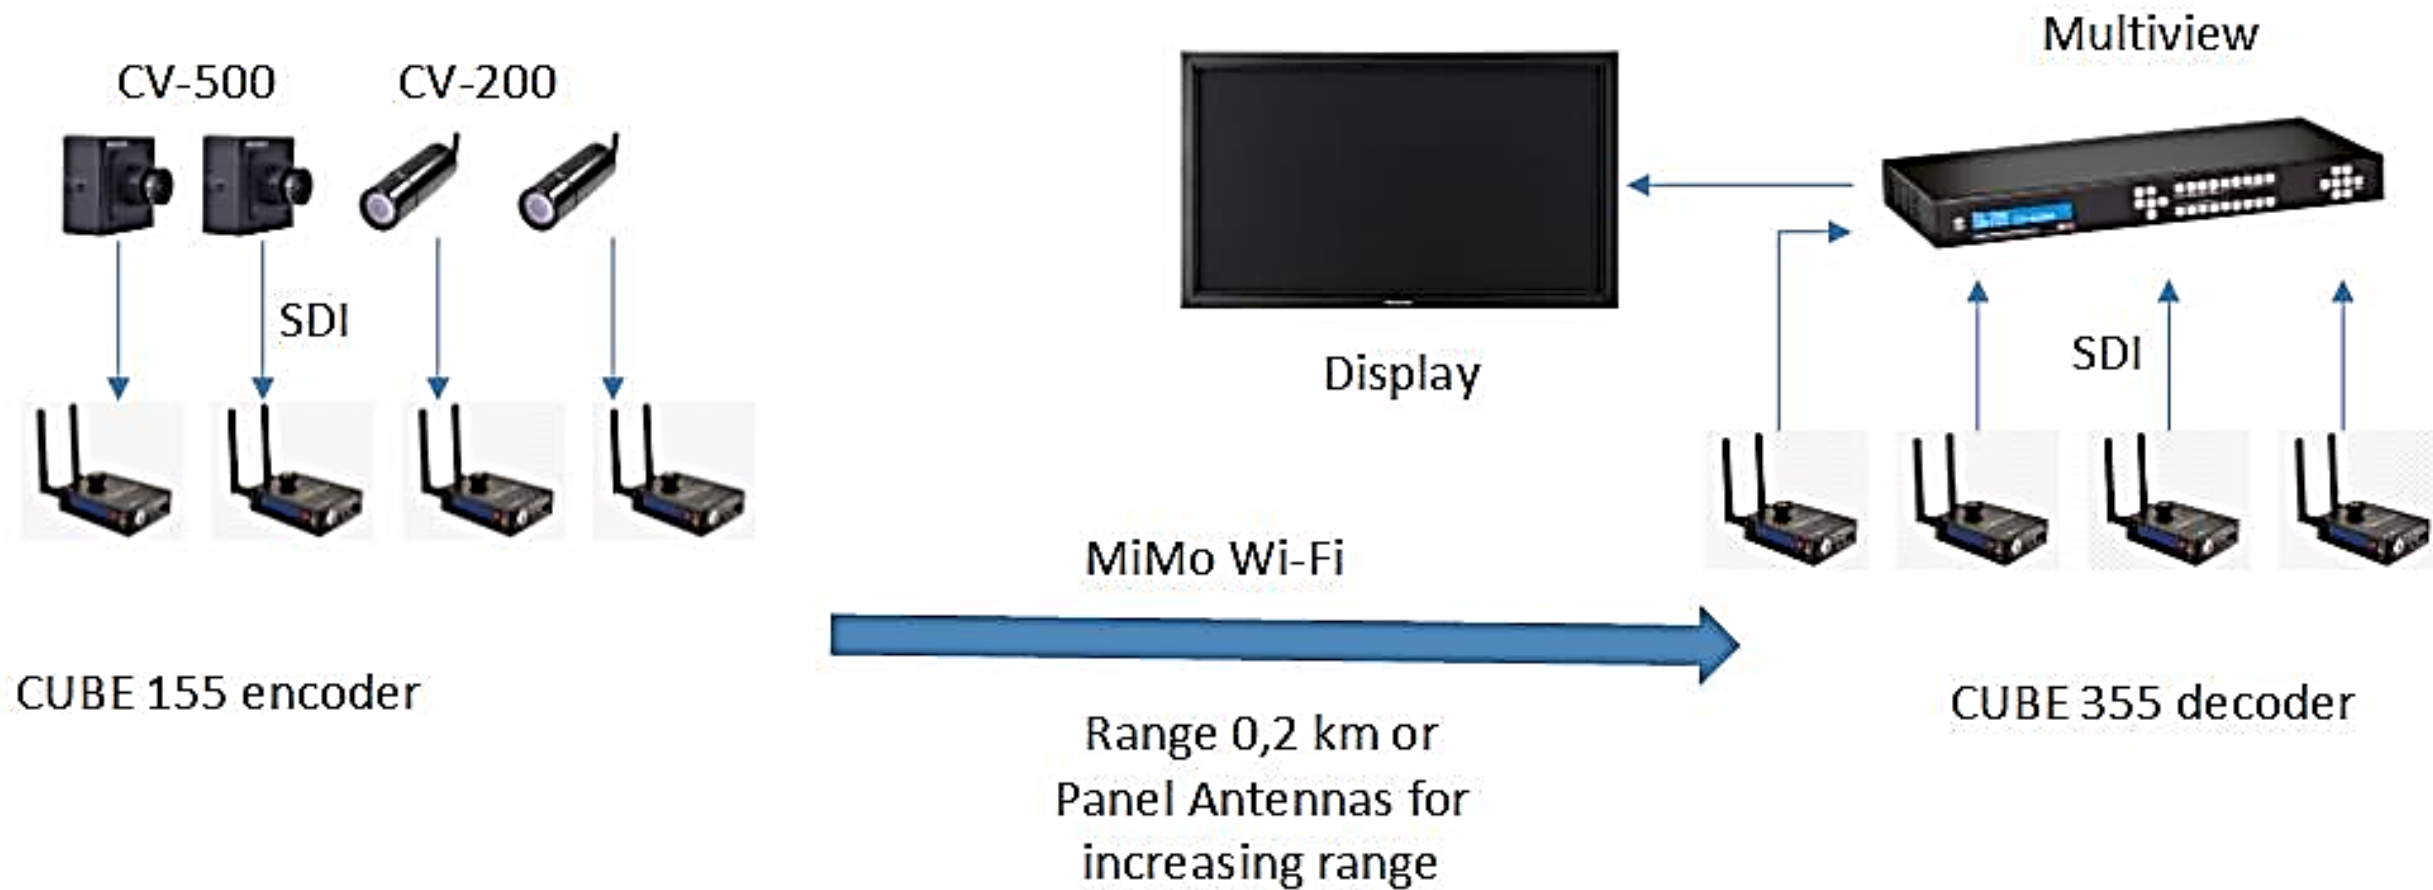 CV-500
CV-200
Multiview
SDI
Display
SDI
MiMo Wi-Fi
CUBE 155 encoder
CUBE 355 decoder
Range 0,2 km or
Panel Antennas for
increasing range